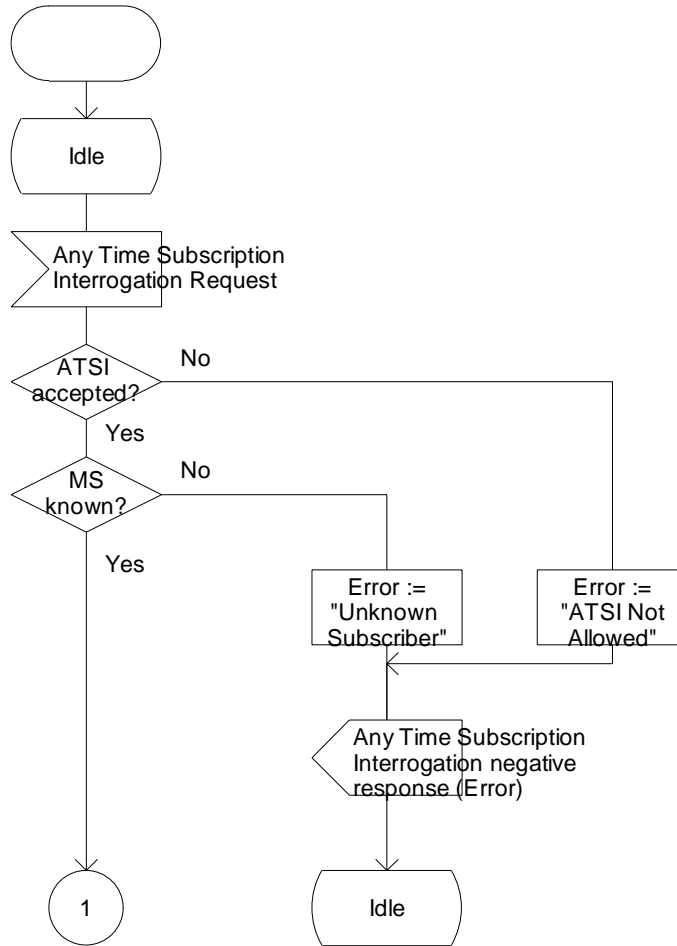 Idle
Any Time Subscription
Interrogation Request
ATSI
accepted?
No
Yes
MS
known?
No
Yes
Error :=
"Unknown
Subscriber"
Error :=
"ATSI Not
Allowed"
Any Time Subscription
Interrogation negative
response (Error)
1
Idle